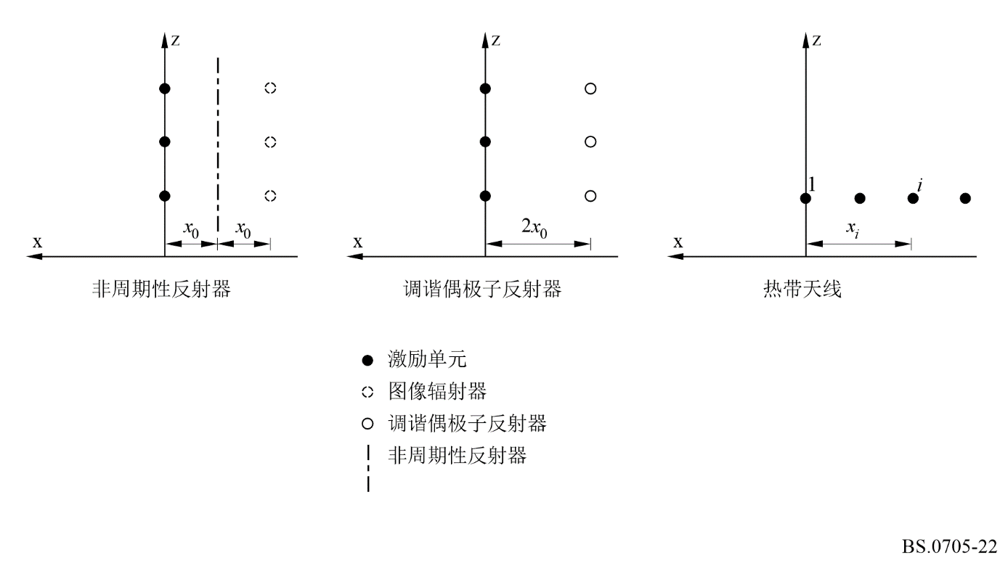 z
z
z
1
i
x0
x0
2x0
xi
x
x
x
非周期性反射器
调谐偶极子反射器
热带天线
激励单元
图像辐射器
调谐偶极子反射器
非周期性反射器
BS.0705-22